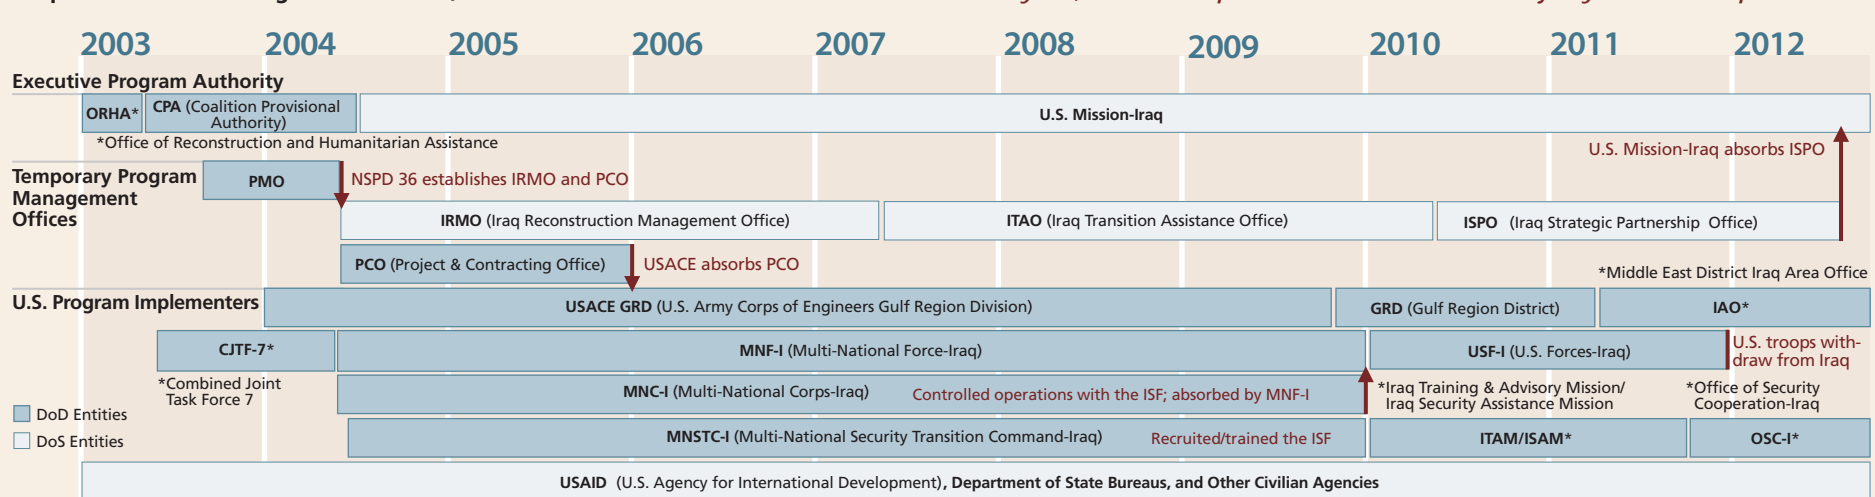 2003 2004 2005 2006 2007 2008 2009 2010 2011 2012
Executive Program Authority
ORHA*
CPA (Coalition Provisional
Authority)
U.S. Mission-Iraq
*Office of Reconstruction and Humanitarian Assistance
U.S. Mission-Iraq absorbs ISPO
Temporary Program
Management
Offices
PMO
NSPD 36 establishes IRMO and PCO
IRMO (Iraq Reconstruction Management Office)
ITAO (Iraq Transition Assistance Office)
ISPO (Iraq Strategic Partnership Office)
PCO (Project & Contracting Office)
USACE absorbs PCO
*Middle East District Iraq Area Office
U.S. Program Implementers
USACE GRD (U.S. Army Corps of Engineers Gulf Region Division)
GRD (Gulf Region District)
IAO*
CJTF-7*
MNF-I (Multi-National Force-Iraq)
USF-I (U.S. Forces-Iraq)
U.S. troops with-
draw from Iraq
*Combined Joint
Task Force 7
MNC-I (Multi-National Corps-Iraq)
Controlled operations with the ISF; absorbed by MNF-I
*Iraq Training & Advisory Mission/
Iraq Security Assistance Mission
*Office of Security
Cooperation-Iraq
DoD Entities
DoS Entities
MNSTC-I (Multi-National Security Transition Command-Iraq)
Recruited/trained the ISF
ITAM/ISAM*
OSC-I*
USAID (U.S. Agency for International Development), Department of State Bureaus, and Other Civilian Agencies